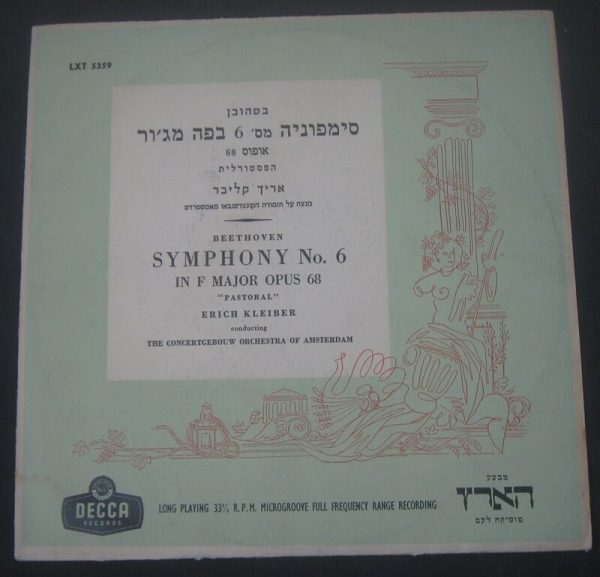 LXT 5359
בטהובן
סימפוניה מס׳ 6 בפה מג׳ור
אופוס 68
הפסטורלית
אריך קליבר
מנצח על תזמורת הקונצרטגבאו מאמסטרדם
BEETHOVEN
SYMPHONY No. 6
IN F MAJOR OPUS 68
"PASTORAL"
ERICH KLEIBER
conducting
THE CONCERTGEBOUW ORCHESTRA OF AMSTERDAM
DECCA
RECORDS
LONG PLAYING 33⅓ R.P.M. MICROGROOVE FULL FREQUENCY RANGE RECORDING
מבצע
הארץ
מוסיקה לעם